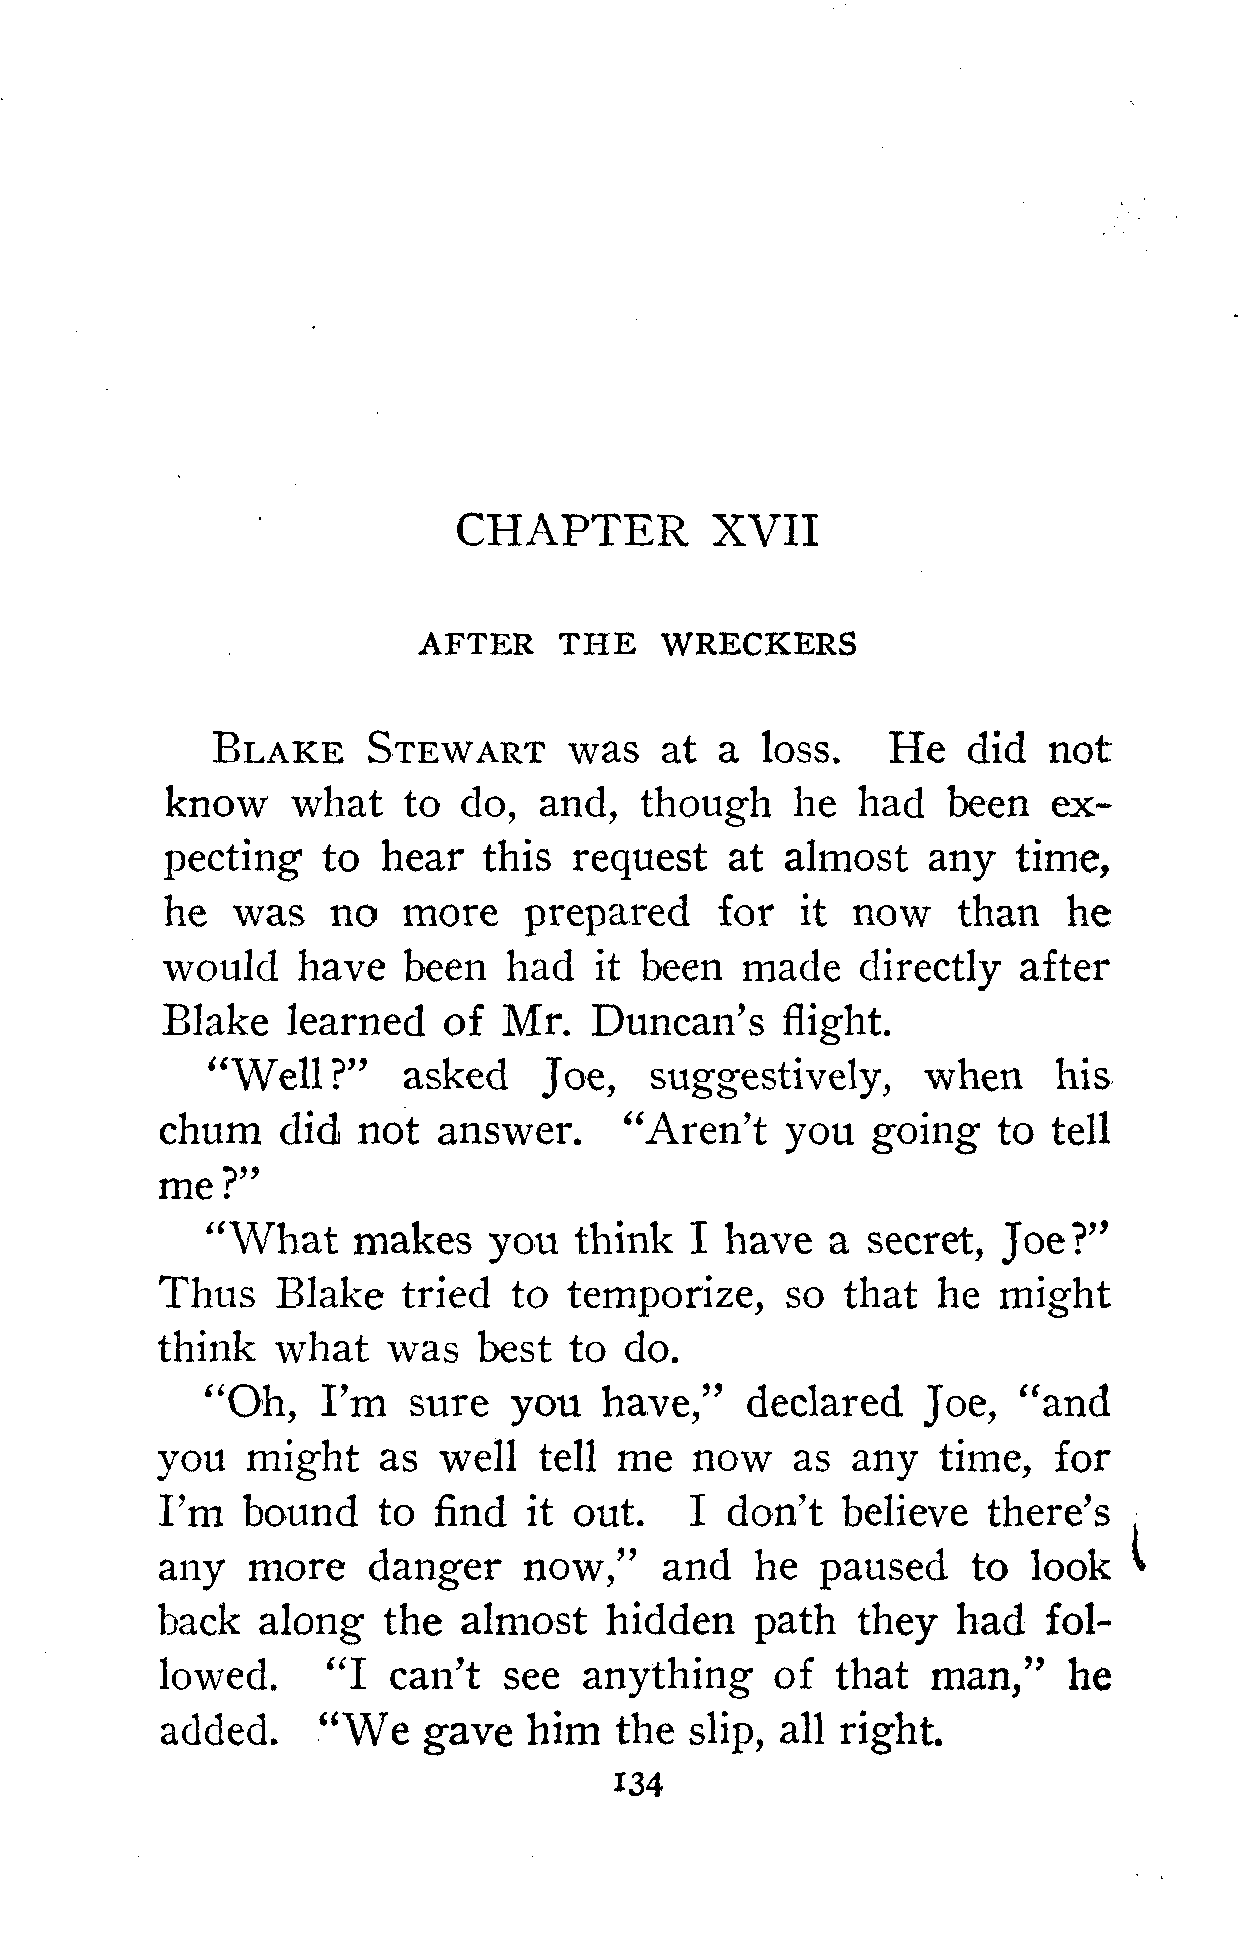 CHAPTER XVII
AFTER THE WRECKERS
BLAKE STEWART was at a loss. He did not
know what to do, and, though he had been ex-
pecting to hear this request at almost any time,
he was no more prepared for it now than he
would have been had it been made directly after
Blake learned of Mr. Duncan's flight.
"Well?" asked Joe, suggestively, when his
chum did not answer. "Aren't you going to tell
me?"
"What makes you think I have a secret, Joe?"
Thus Blake tried to temporize, so that he might
think what was best to do.
"Oh, I'm sure you have," declared Joe, "and
you might as well tell me now as any time, for
I'm bound to find it out. I don't believe there's
any more danger now," and he paused to look
back along the almost hidden path they had fol-
lowed. "I can't see anything of that man," he
added. "We gave him the slip, all right.
134